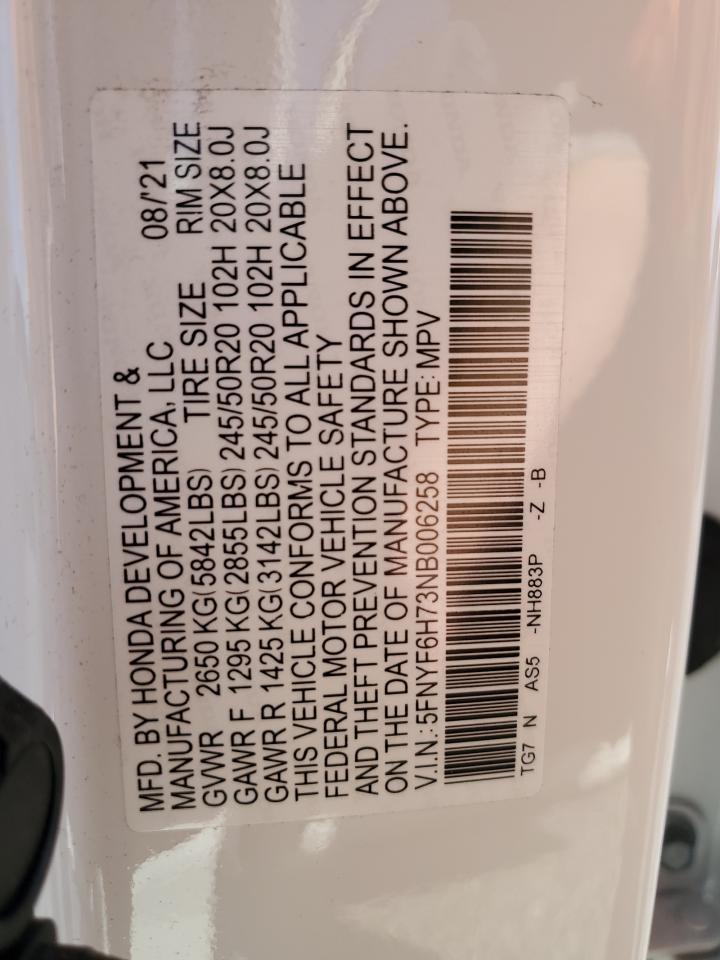 MFD. BY HONDA DEVELOPMENT &
MANUFACTURING OF AMERICA, LLC 08/'21
GVWR 2650 KG(5842LBS) TIRE SIZE RIM SIZE
GAWR F 1295 KG(2855LBS) 245/50R20 102H 20X8.0J
GAWR R 1425 KG(3142LBS) 245/50R20 102H 20X8.0J
THIS VEHICLE CONFORMS TO ALL APPLICABLE
FEDERAL MOTOR VEHICLE SAFETY
AND THEFT PREVENTION STANDARDS IN EFFECT
ON THE DATE OF MANUFACTURE SHOWN ABOVE.
V.I.N.: 5FNYF6H73NB006258 TYPE: MPV
TG7 N AS5 -NH883P -Z -B